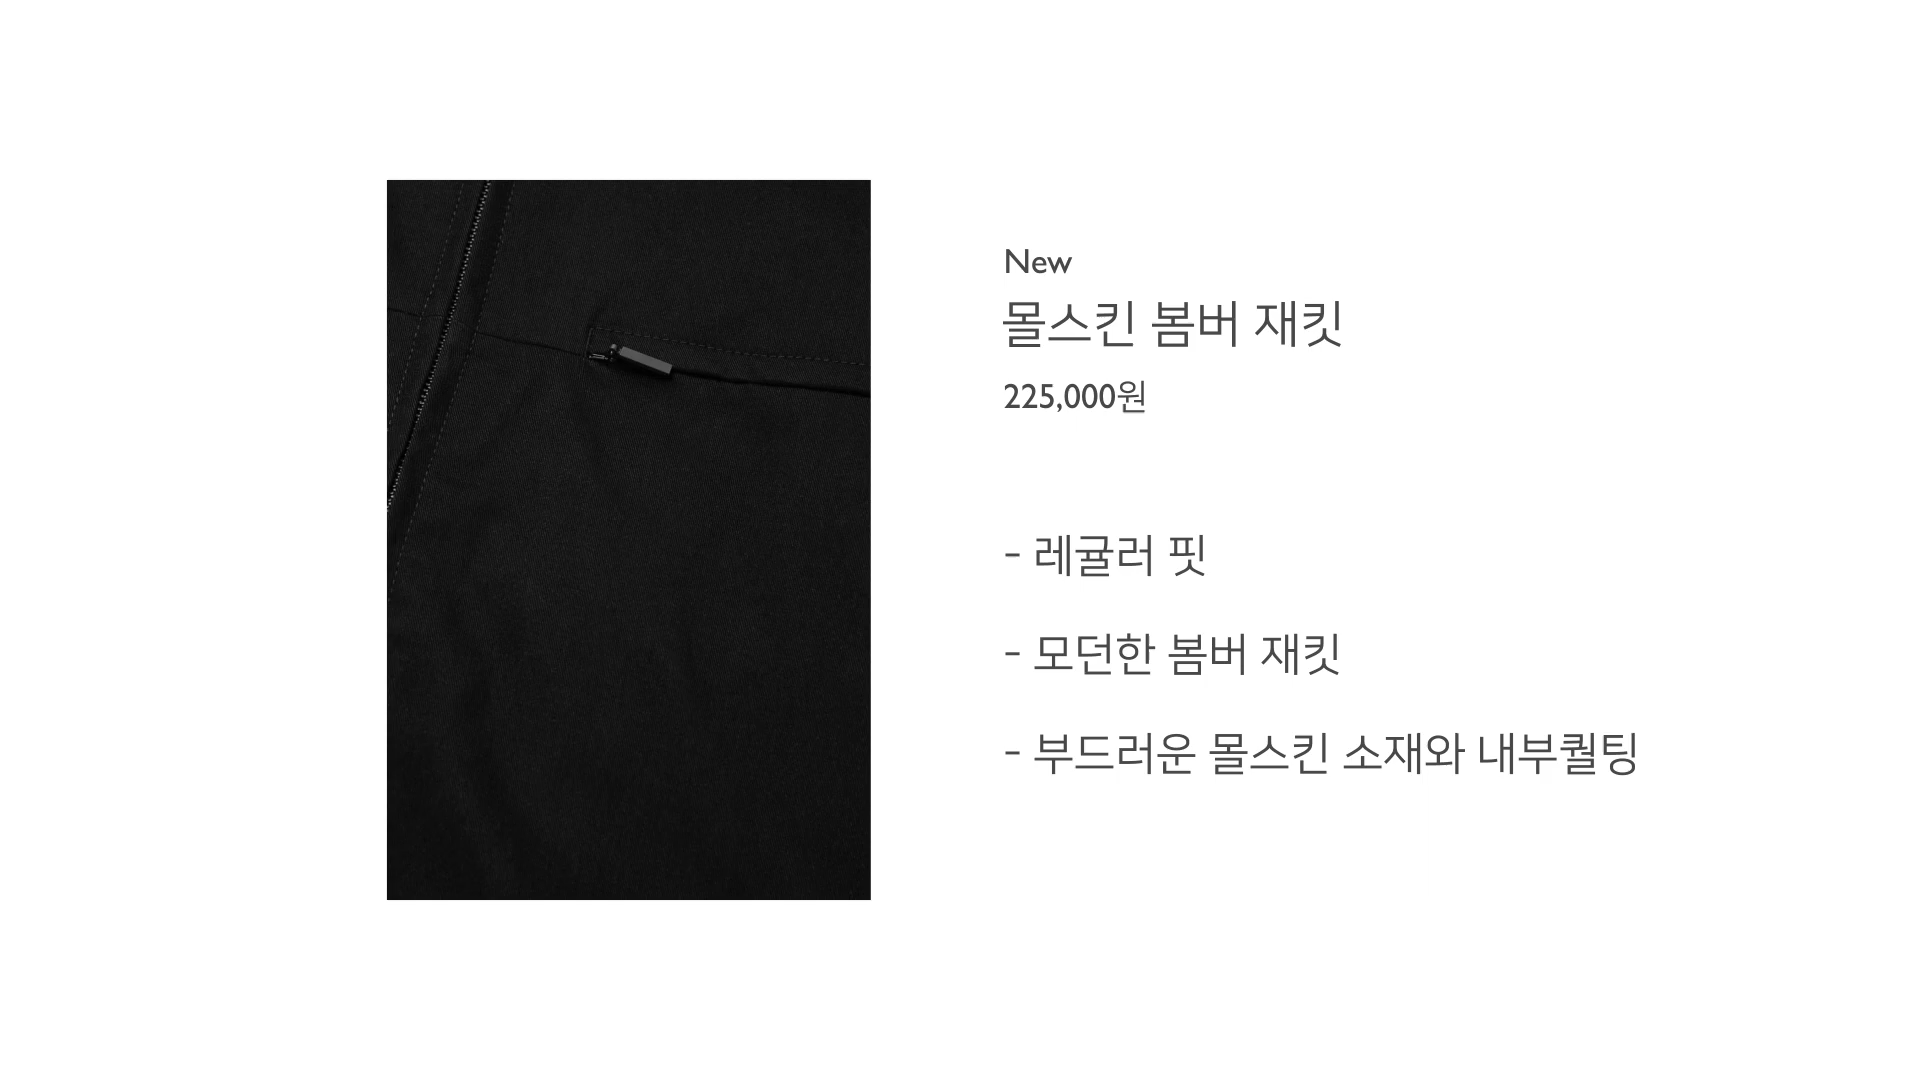 New
몰스킨 봄버 재킷
225,000원
- 레귤러 핏
- 모던한 봄버 재킷
- 부드러운 몰스킨 소재와 내부퀄팅